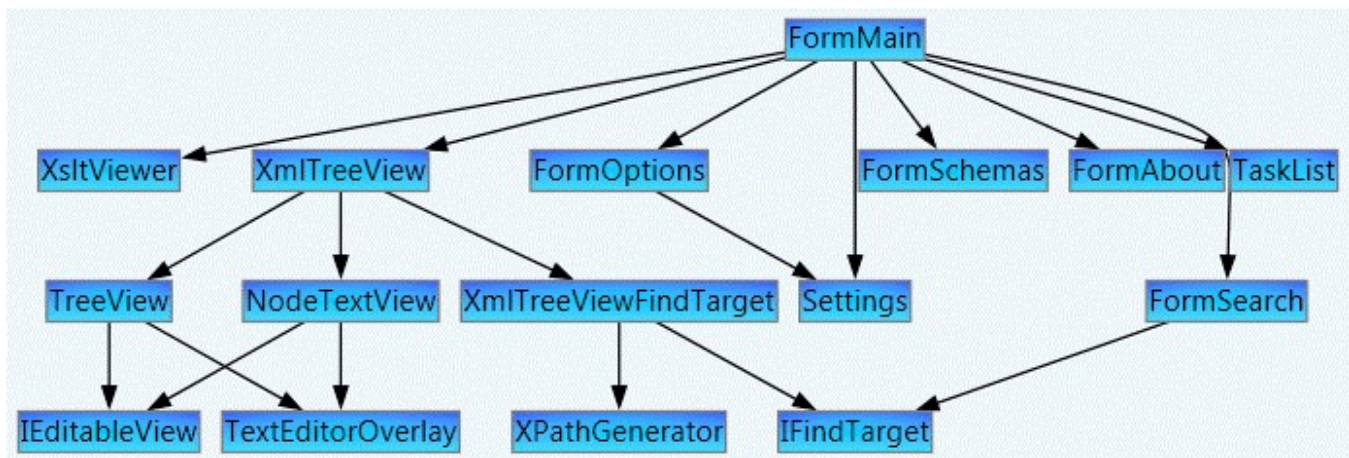 FormMain
XsltViewer
XmlTreeView
FormOptions
FormSchemas
FormAbout
TaskList
TreeView
NodeTextView
XmlTreeViewFindTarget
Settings
FormSearch
IEditableView
TextEditorOverlay
XPathGenerator
IFindTarget